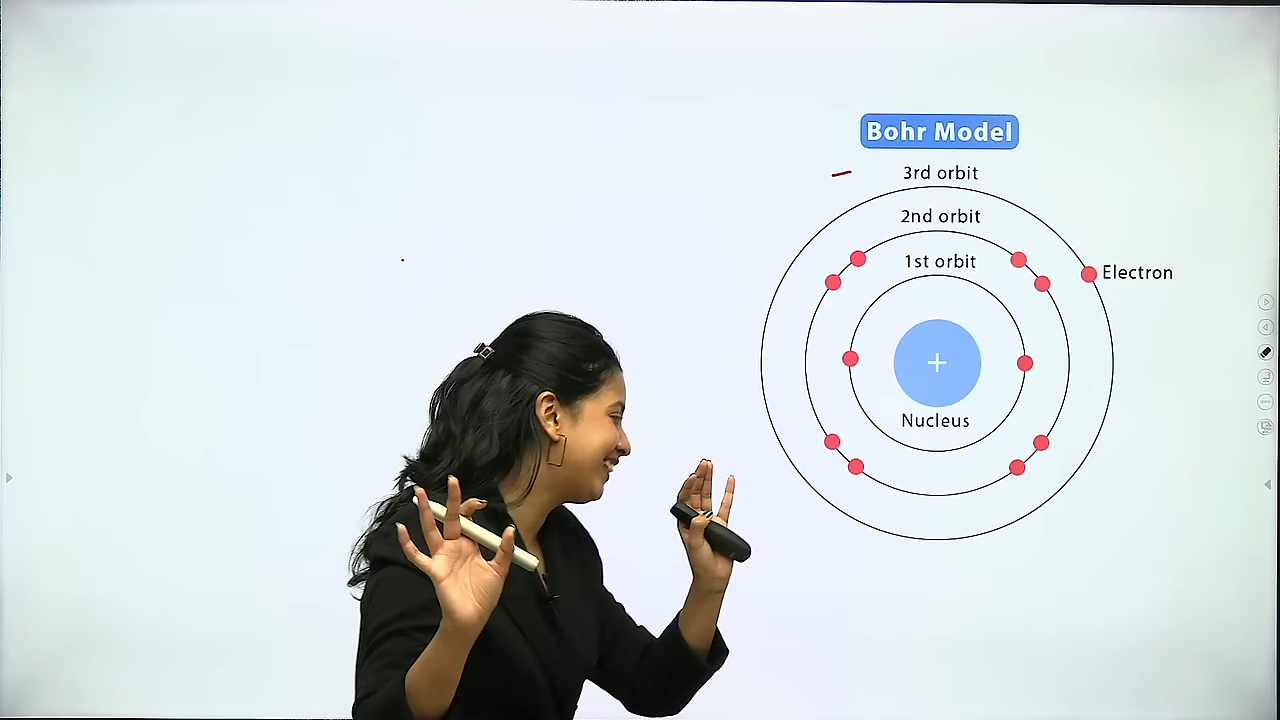 Bohr Model
3rd orbit
2nd orbit
1st orbit
Electron
+
Nucleus